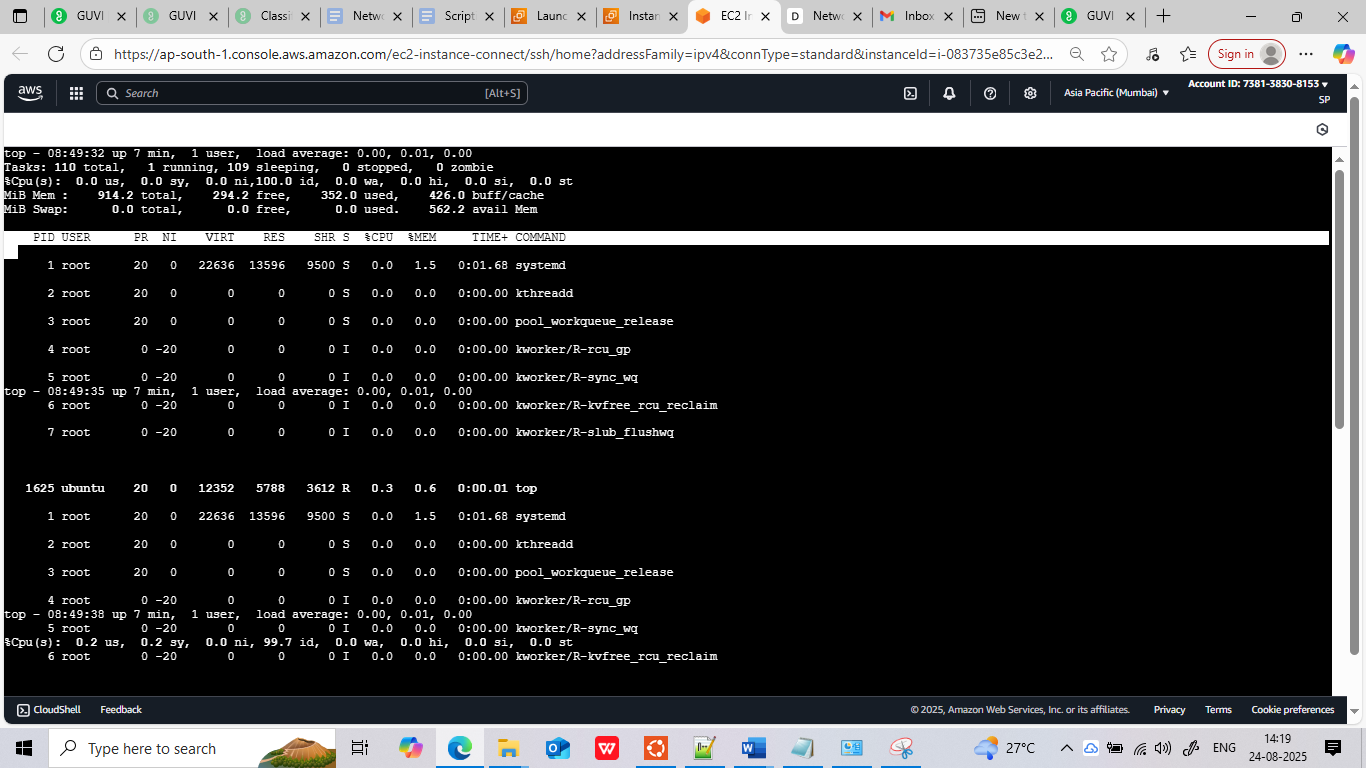 GUVI
GUVI
Classif
Netwo
Script
Launc
Instan
EC2 In
Netwo
Inbox
New t
GUVI
https://ap-south-1.console.aws.amazon.com/ec2-instance-connect/ssh/home?addressFamily=ipv4&connType=standard&instanceId=i-083735e85c3e2...
Sign in
aws
Search
[Alt+S]
Asia Pacific (Mumbai)
Account ID: 7381-3830-8153
SP
top - 08:49:32 up 7 min,  1 user,  load average: 0.00, 0.01, 0.00
Tasks: 110 total,   1 running, 109 sleeping,   0 stopped,   0 zombie
%Cpu(s):  0.0 us,  0.0 sy,  0.0 ni,100.0 id,  0.0 wa,  0.0 hi,  0.0 si,  0.0 st
MiB Mem :    914.2 total,    294.2 free,    352.0 used,    426.0 buff/cache
MiB Swap:      0.0 total,      0.0 free,      0.0 used.    562.2 avail Mem
PID USER      PR  NI    VIRT    RES    SHR S  %CPU  %MEM     TIME+ COMMAND
1 root      20   0   22636  13596   9500 S   0.0   1.5   0:01.68 systemd
2 root      20   0       0      0      0 S   0.0   0.0   0:00.00 kthreadd
3 root      20   0       0      0      0 S   0.0   0.0   0:00.00 pool_workqueue_release
4 root       0 -20       0      0      0 I   0.0   0.0   0:00.00 kworker/R-rcu_gp
5 root       0 -20       0      0      0 I   0.0   0.0   0:00.00 kworker/R-sync_wq
top - 08:49:35 up 7 min,  1 user,  load average: 0.00, 0.01, 0.00
6 root       0 -20       0      0      0 I   0.0   0.0   0:00.00 kworker/R-kvfree_rcu_reclaim
7 root       0 -20       0      0      0 I   0.0   0.0   0:00.00 kworker/R-slub_flushwq
1625 ubuntu    20   0   12352   5788   3612 R   0.3   0.6   0:00.01 top
1 root      20   0   22636  13596   9500 S   0.0   1.5   0:01.68 systemd
2 root      20   0       0      0      0 S   0.0   0.0   0:00.00 kthreadd
3 root      20   0       0      0      0 S   0.0   0.0   0:00.00 pool_workqueue_release
4 root       0 -20       0      0      0 I   0.0   0.0   0:00.00 kworker/R-rcu_gp
top - 08:49:38 up 7 min,  1 user,  load average: 0.00, 0.01, 0.00
5 root       0 -20       0      0      0 I   0.0   0.0   0:00.00 kworker/R-sync_wq
%Cpu(s):  0.2 us,  0.2 sy,  0.0 ni, 99.7 id,  0.0 wa,  0.0 hi,  0.0 si,  0.0 st
6 root       0 -20       0      0      0 I   0.0   0.0   0:00.00 kworker/R-kvfree_rcu_reclaim
CloudShell
Feedback
© 2025, Amazon Web Services, Inc. or its affiliates.
Privacy
Terms
Cookie preferences
Type here to search
27°C
ENG
14:19
24-08-2025